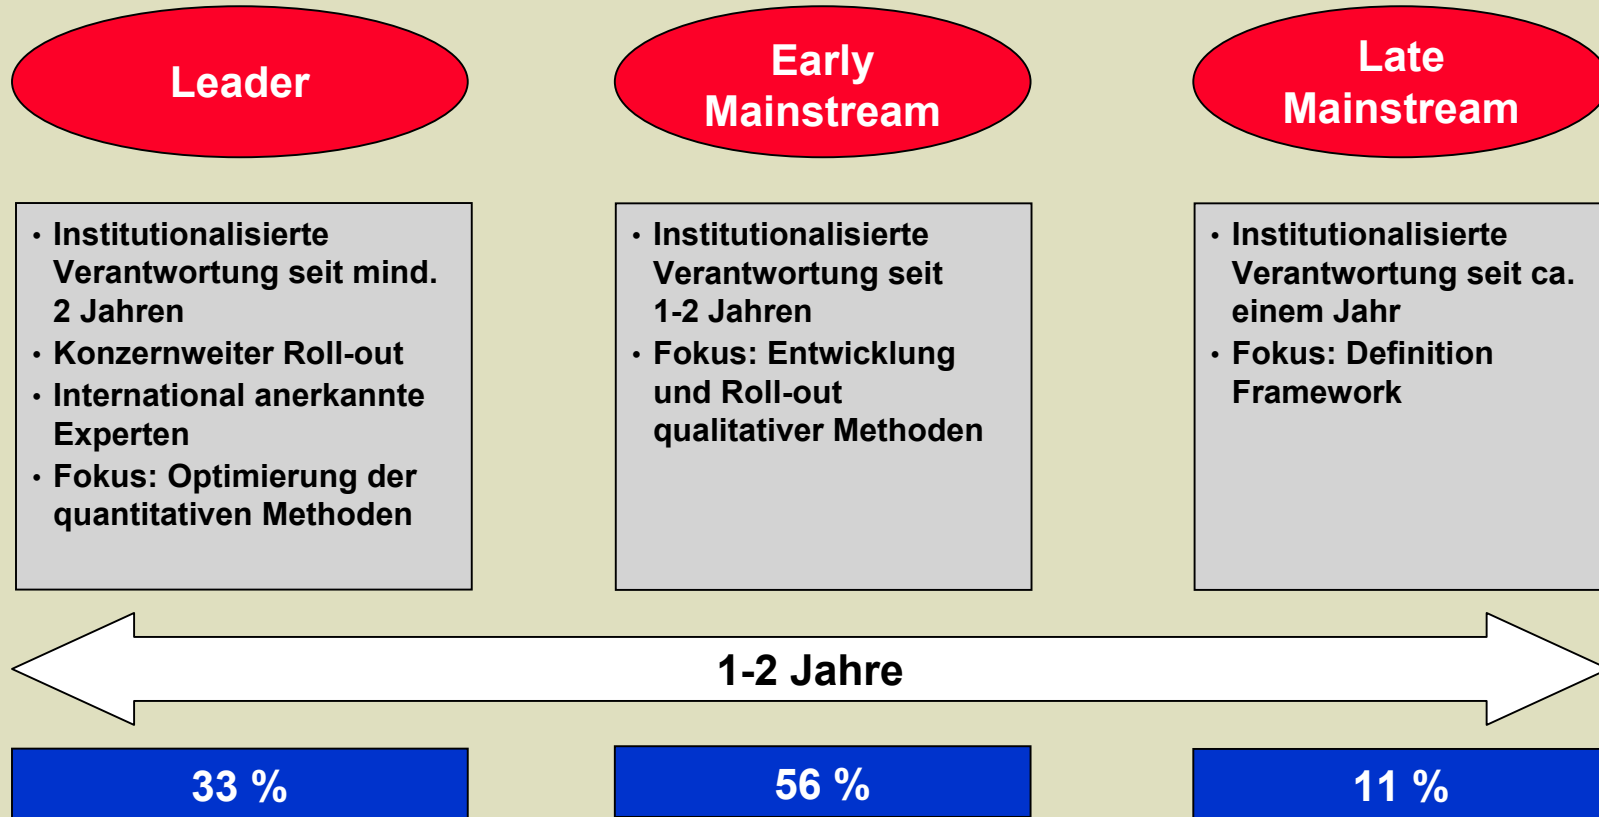 Leader
Early
Mainstream
Late
Mainstream
• Institutionalisierte
Verantwortung seit mind.
2 Jahren
• Konzernweiter Roll-out
• International anerkannte
Experten
• Fokus: Optimierung der
quantitativen Methoden
• Institutionalisierte
Verantwortung seit
1-2 Jahren
• Fokus: Entwicklung
und Roll-out
qualitativer Methoden
• Institutionalisierte
Verantwortung seit ca.
einem Jahr
• Fokus: Definition
Framework
1-2 Jahre
33 %
56 %
11 %